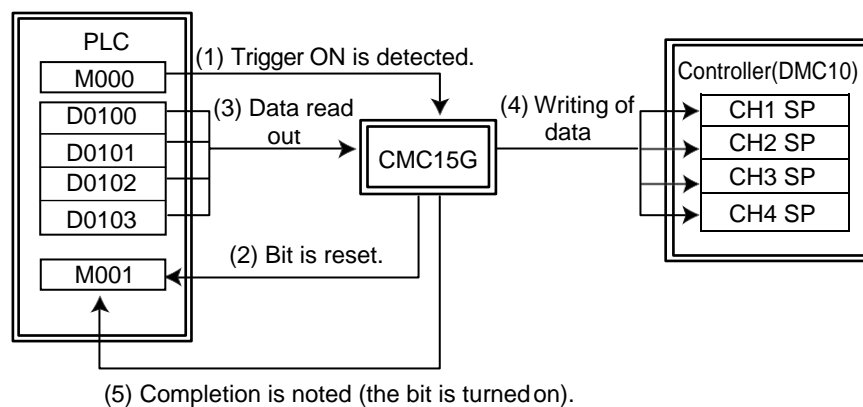 PLC
M000
D0100
D0101
D0102
D0103
M001
(1) Trigger ON is detected.
(3) Data read
out
CMC15G
(2) Bit is reset.
(4) Writing of
data
Controller(DMC10)
CH1 SP
CH2 SP
CH3 SP
CH4 SP
(5) Completion is noted (the bit is turned on).